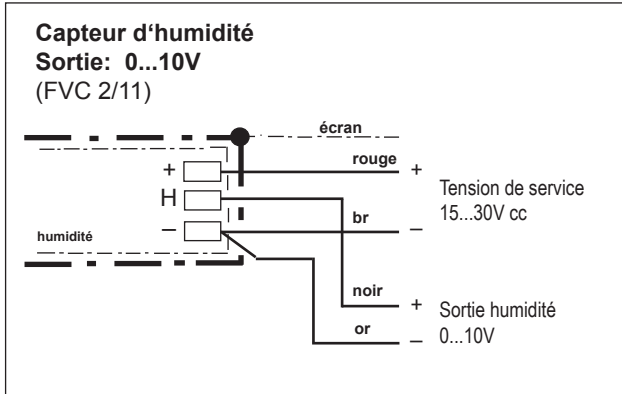 Capteur d‘humidité
Sortie: 0...10V
(FVC 2/11)
écran
rouge
+ +
H
Tension de service
15...30V cc
humidité
– br –
noir
+ Sortie humidité
or
– 0...10V